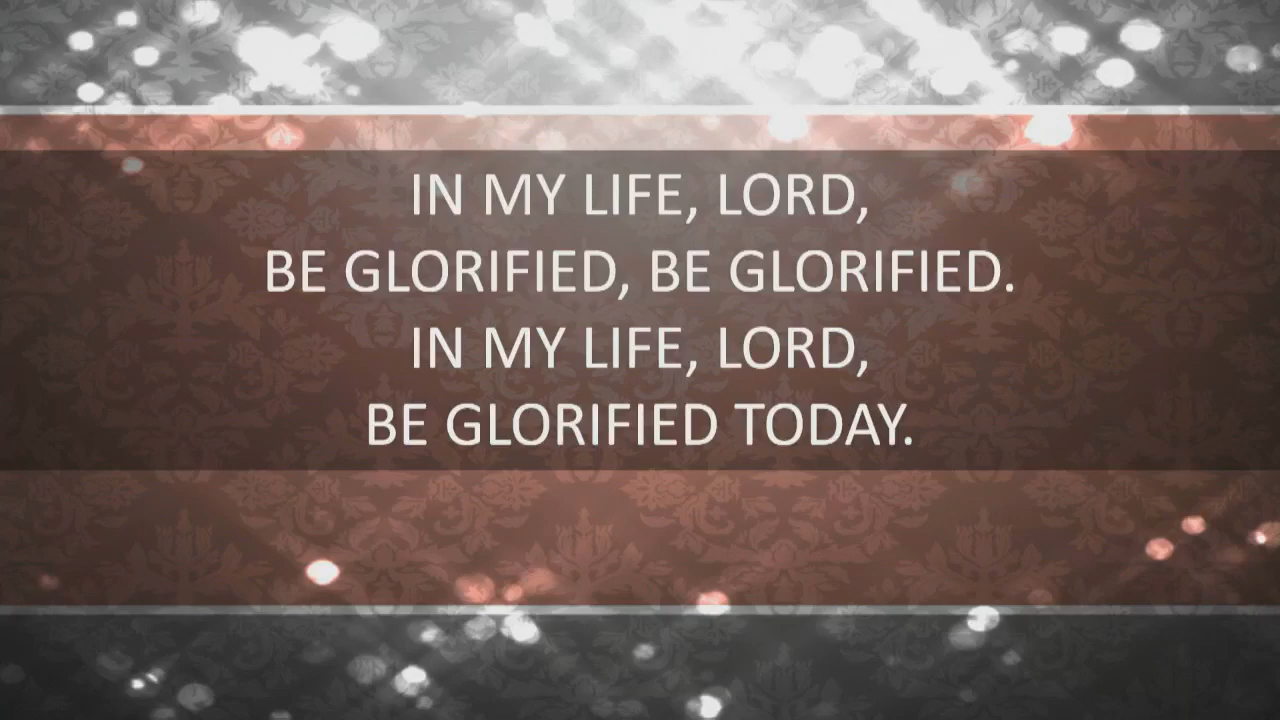 IN MY LIFE, LORD,
BE GLORIFIED, BE GLORIFIED.
IN MY LIFE, LORD,
BE GLORIFIED TODAY.